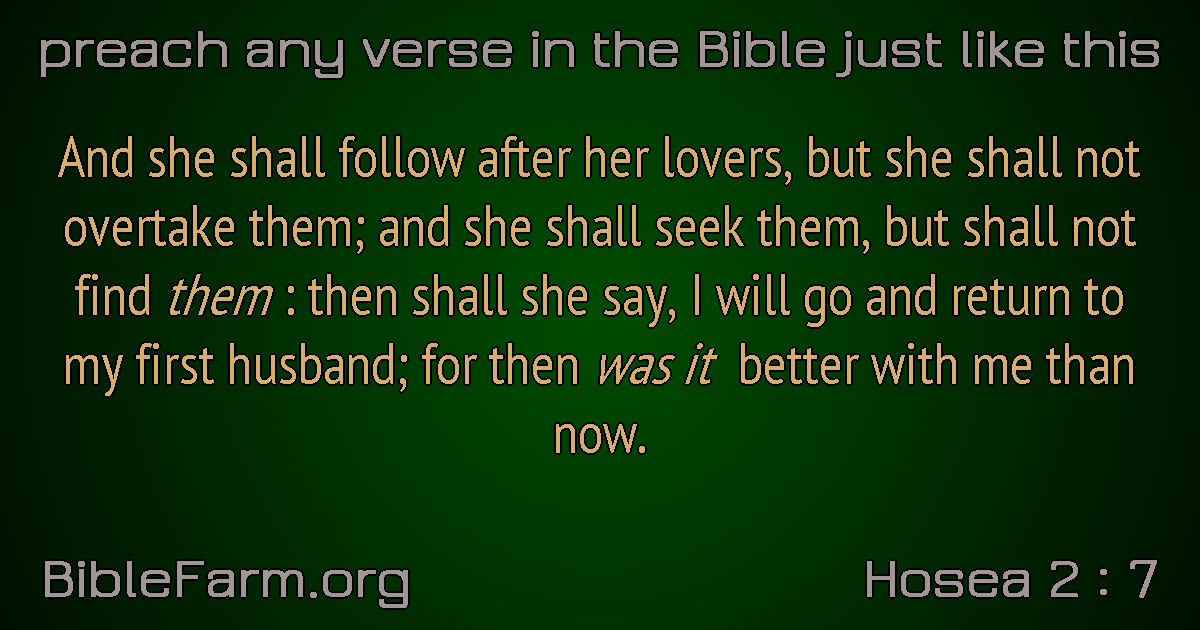 preach any verse in the Bible just like this
And she shall follow after her lovers, but she shall not
overtake them; and she shall seek them, but shall not
find them : then shall she say, I will go and return to
my first husband; for then was it better with me than
now.
BibleFarm.org
Hosea 2 : 7